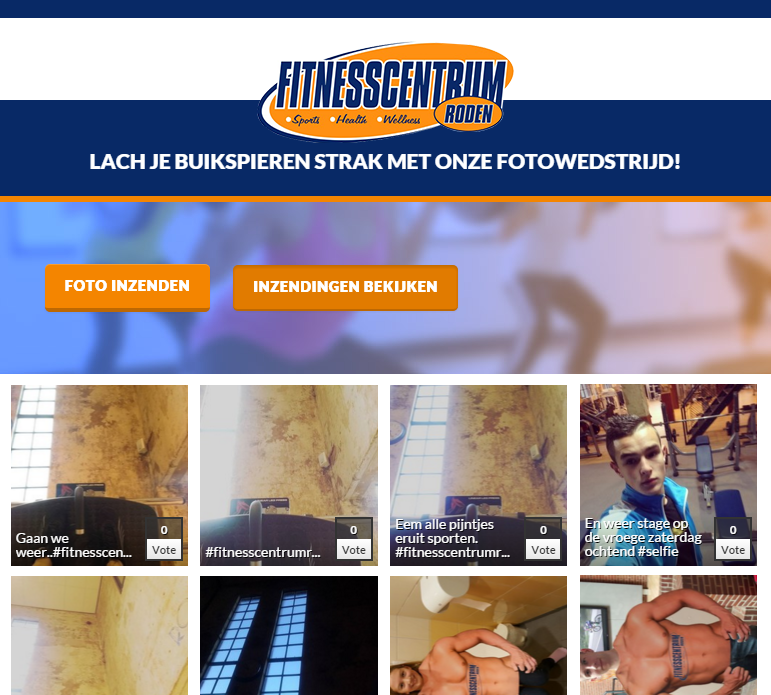 FITNESSCENTRUM
RODEN
Sports Health Wellness
LACH JE BUIKSPIEREN STRAK MET ONZE FOTOWEDSTRIJD!
FOTO INZENDEN
INZENDINGEN BEKIJKEN
Gaan we
weer..#fitnesscen...
0
Vote
#fitnesscentrumr...
0
Vote
Eem alle pijntjes
eruit sporten.
#fitnesscentrumr...
0
Vote
En weer stage op
de vroege zaterdag
ochtend #selfie
0
Vote
FITNESSCENTRUM
FITNESSCENTRUM